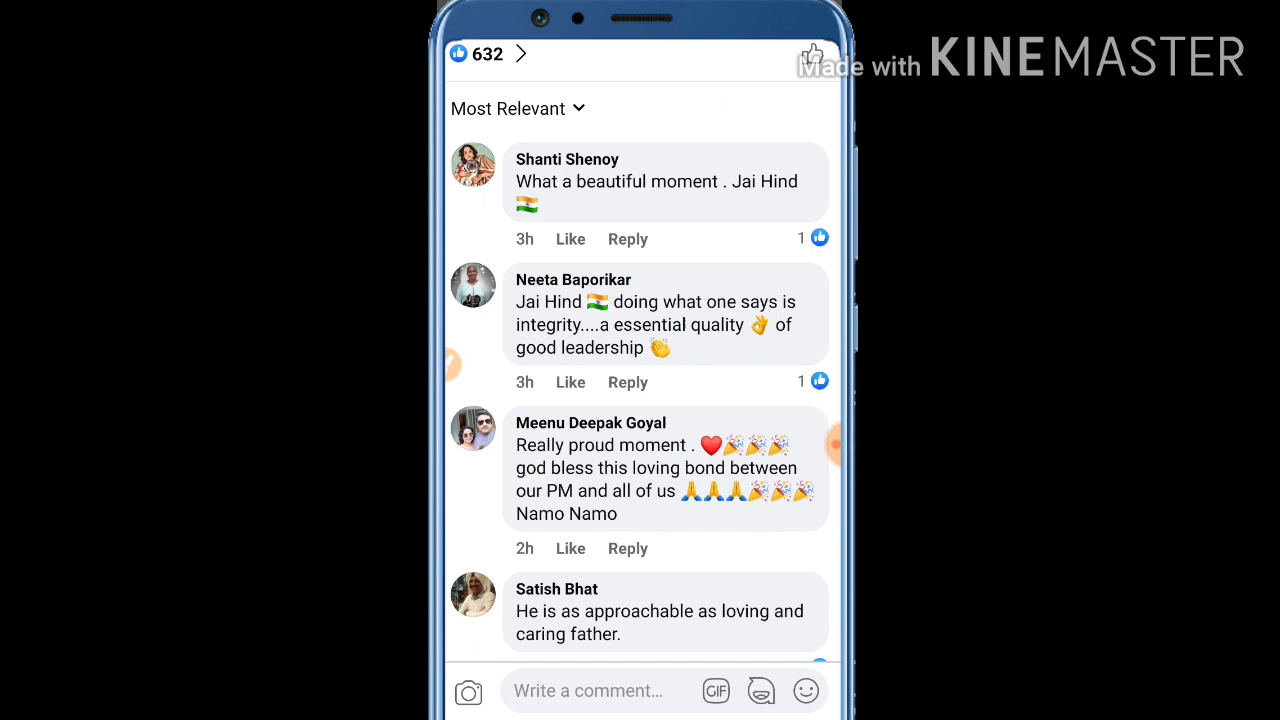 632
Made with KINEMASTER
Most Relevant
Shanti Shenoy
What a beautiful moment . Jai Hind
🇮🇳
3h Like Reply 1
Neeta Baporikar
Jai Hind 🇮🇳 doing what one says is
integrity....a essential quality 👌 of
good leadership 👏
3h Like Reply 1
Meenu Deepak Goyal
Really proud moment . ❤️🎉🎉🎉
god bless this loving bond between
our PM and all of us 🙏🙏🙏🎉🎉🎉
Namo Namo
2h Like Reply
Satish Bhat
He is as approachable as loving and
caring father.
Write a comment... GIF